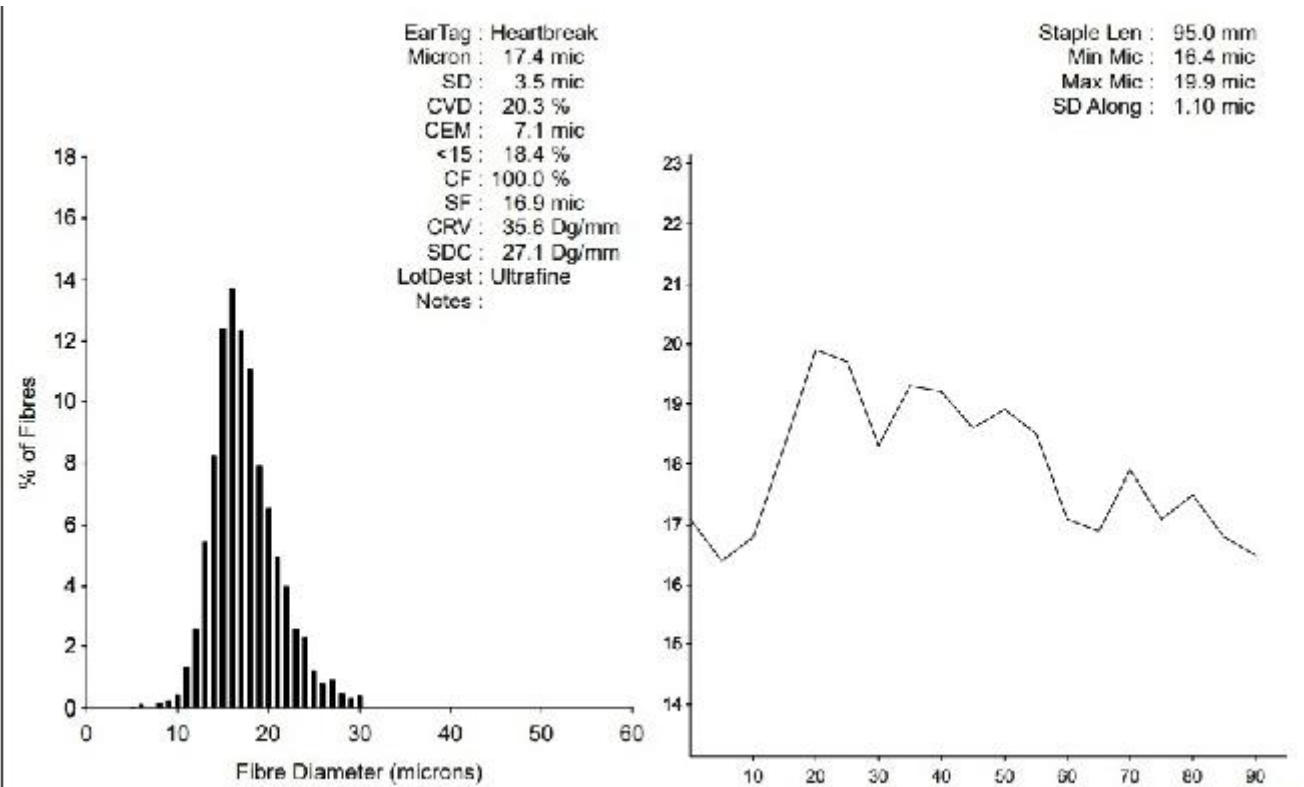 EarTag : Heartbreak
Micron : 17.4 mic
SD : 3.5 mic
CVD : 20.3 %
CEM : 7.1 mic
<15 : 18.4 %
CF : 100.0 %
SF : 16.9 mic
CRV : 35.6 Dg/mm
SDC : 27.1 Dg/mm
LotDest : Ultrafine
Notes :
18
16
14
12
10
8
6
4
2
0
% of Fibres
0 10 20 30 40 50 60
Fibre Diameter (microns)
Staple Len : 95.0 mm
Min Mic : 16.4 mic
Max Mic : 19.9 mic
SD Along : 1.10 mic
23
22
21
20
19
18
17
16
15
14
10 20 30 40 50 60 70 80 90